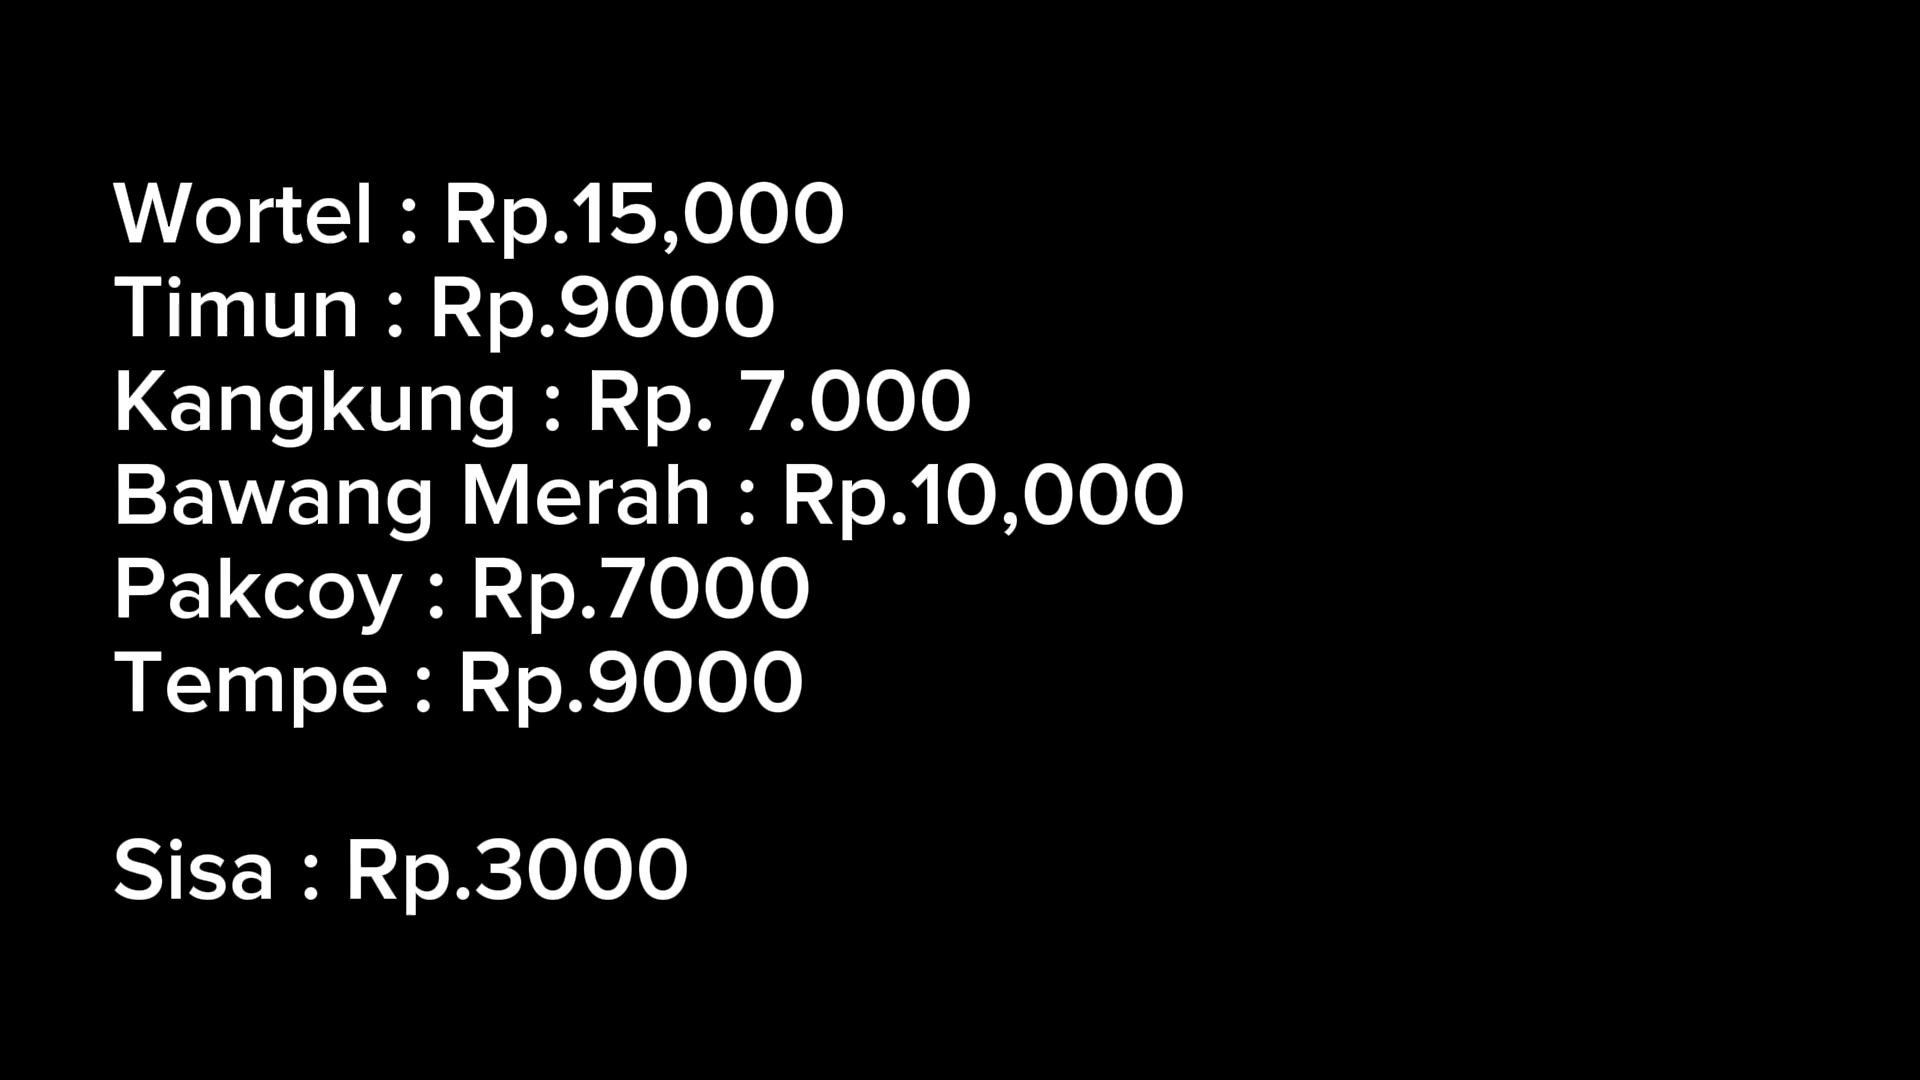 Wortel : Rp.15,000
Timun : Rp.9000
Kangkung : Rp. 7.000
Bawang Merah : Rp.10,000
Pakcoy : Rp.7000
Tempe : Rp.9000
Sisa : Rp.3000